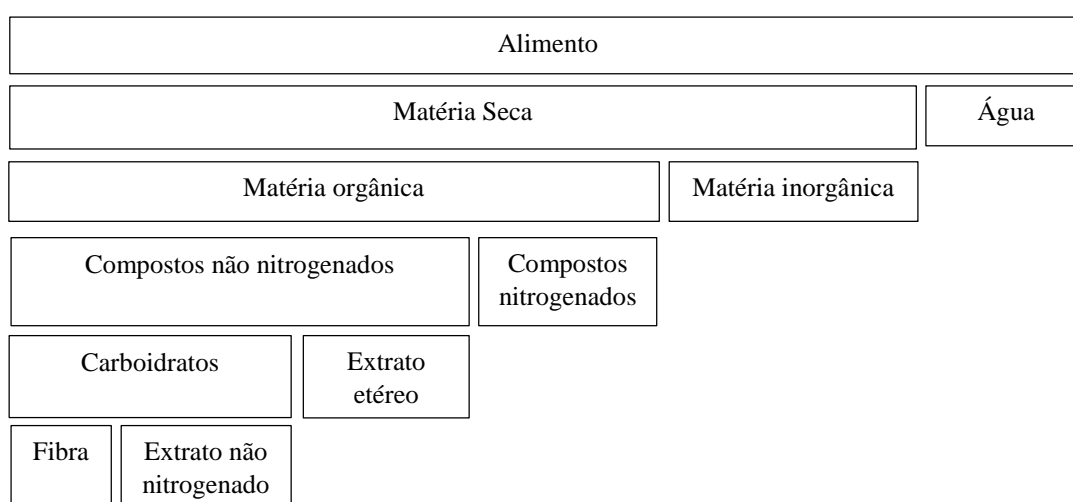 Alimento
Matéria Seca
Água
Matéria orgânica
Matéria inorgânica
Compostos não nitrogenados
Compostos
nitrogenados
Carboidratos
Extrato
etéreo
Fibra
Extrato não
nitrogenado